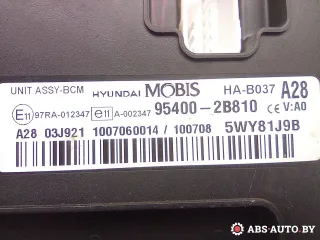 UNIT ASSY-BCM HYUNDAI MOBIS HA-B037 A28
E11 97RA-012347 e11 A-002347 95400-2B810 CE V:A0
A28 03J921 1007060014 / 100708 5WY81J9B
ABS-AUTO.BY